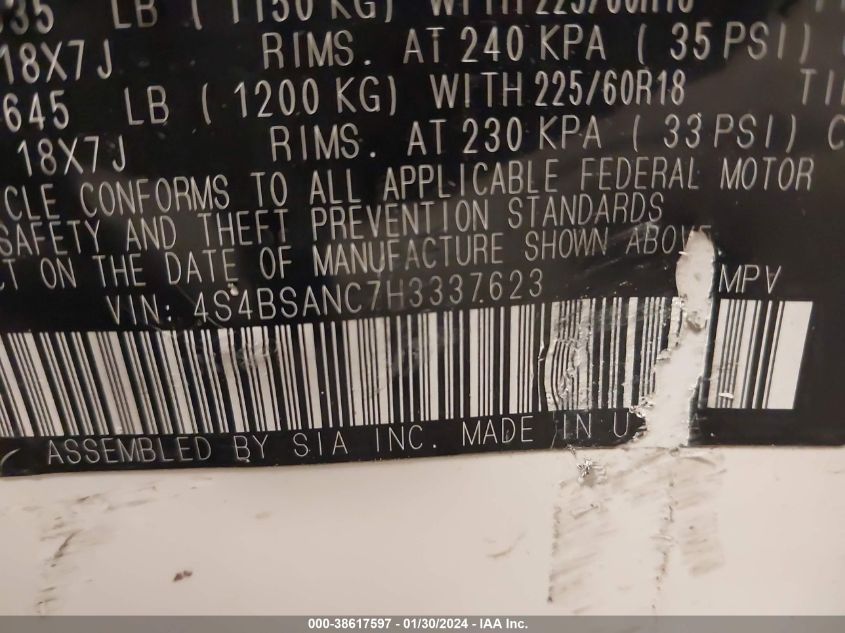 LB ( 1150 KG) WITH 225/60R18
18X7J RIMS. AT 240 KPA ( 35 PSI)
645 LB ( 1200 KG) WITH 225/60R18
18X7J RIMS. AT 230 KPA ( 33 PSI) C
CLE CONFORMS TO ALL APPLICABLE FEDERAL MOTOR
SAFETY AND THEFT PREVENTION STANDARDS
CT ON THE DATE OF MANUFACTURE SHOWN ABOVE
VIN: 4S4BSANC7H3337623 MPV
ASSEMBLED BY SIA INC. MADE IN U
000-38617597 - 01/30/2024 - IAA Inc.